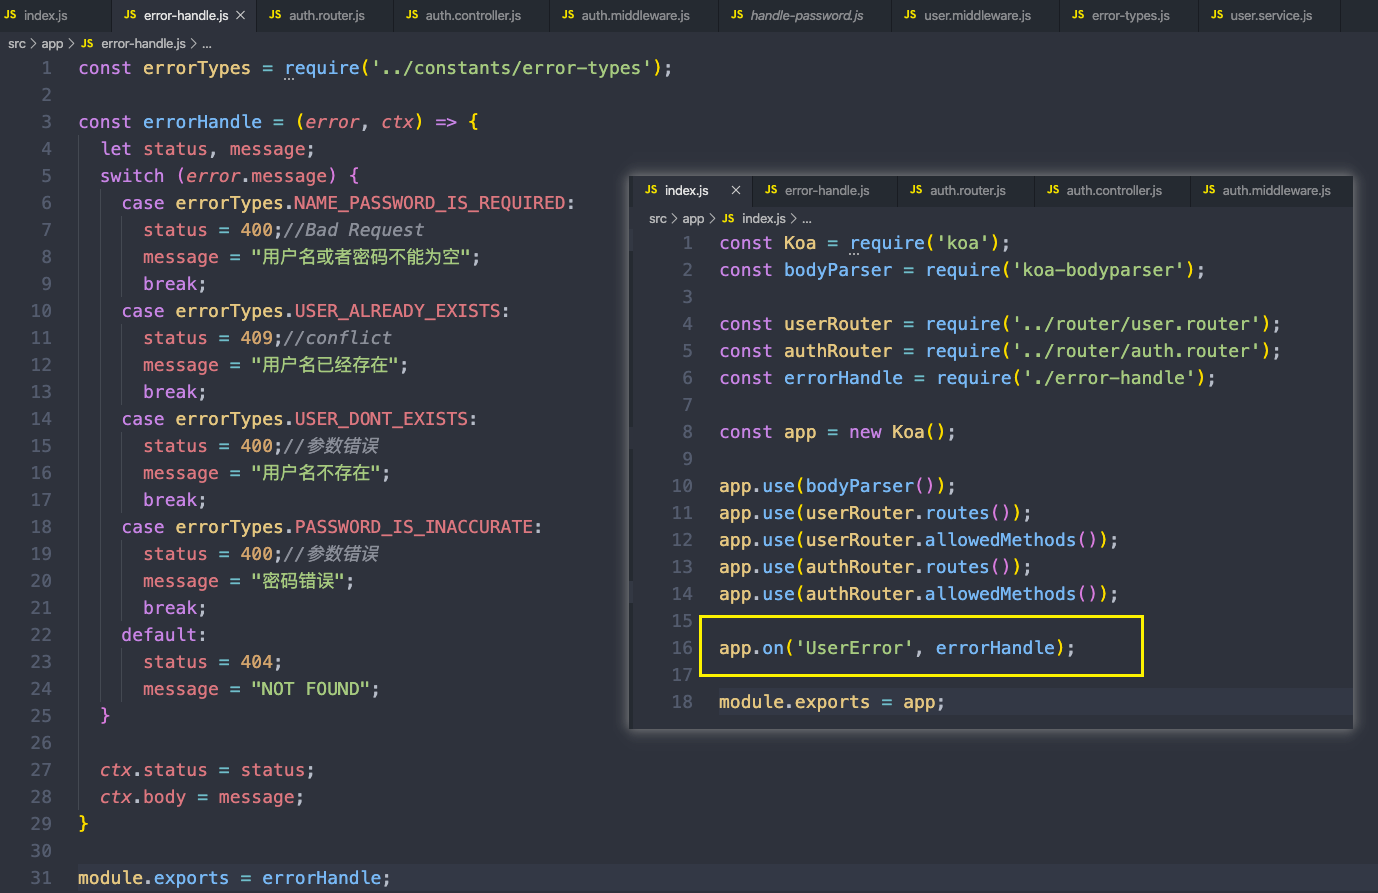 JS index.js JS error-handle.js × JS auth.router.js JS auth.controller.js JS auth.middleware.js JS handle-password.js JS user.middleware.js JS error-types.js JS user.service.js
src > app > JS error-handle.js > ...
1 const errorTypes = require('../constants/error-types');
2
3 const errorHandle = (error, ctx) => {
4 let status, message;
5 switch (error.message) {
6 case errorTypes.NAME_PASSWORD_IS_REQUIRED:
7 status = 400;//Bad Request
8 message = "用户名或者密码不能为空";
9 break;
10 case errorTypes.USER_ALREADY_EXISTS:
11 status = 409;//conflict
12 message = "用户名已经存在";
13 break;
14 case errorTypes.USER_DONT_EXISTS:
15 status = 400;//参数错误
16 message = "用户名不存在";
17 break;
18 case errorTypes.PASSWORD_IS_INACCURATE:
19 status = 400;//参数错误
20 message = "密码错误";
21 break;
22 default:
23 status = 404;
24 message = "NOT FOUND";
25 }
26
27 ctx.status = status;
28 ctx.body = message;
29 }
30
31 module.exports = errorHandle;
JS index.js × JS error-handle.js JS auth.router.js JS auth.controller.js JS auth.middleware.js
src > app > JS index.js > ...
1 const Koa = require('koa');
2 const bodyParser = require('koa-bodyparser');
3
4 const userRouter = require('../router/user.router');
5 const authRouter = require('../router/auth.router');
6 const errorHandle = require('./error-handle');
7
8 const app = new Koa();
9
10 app.use(bodyParser());
11 app.use(userRouter.routes());
12 app.use(userRouter.allowedMethods());
13 app.use(authRouter.routes());
14 app.use(authRouter.allowedMethods());
15
16 app.on('UserError', errorHandle);
17
18 module.exports = app;